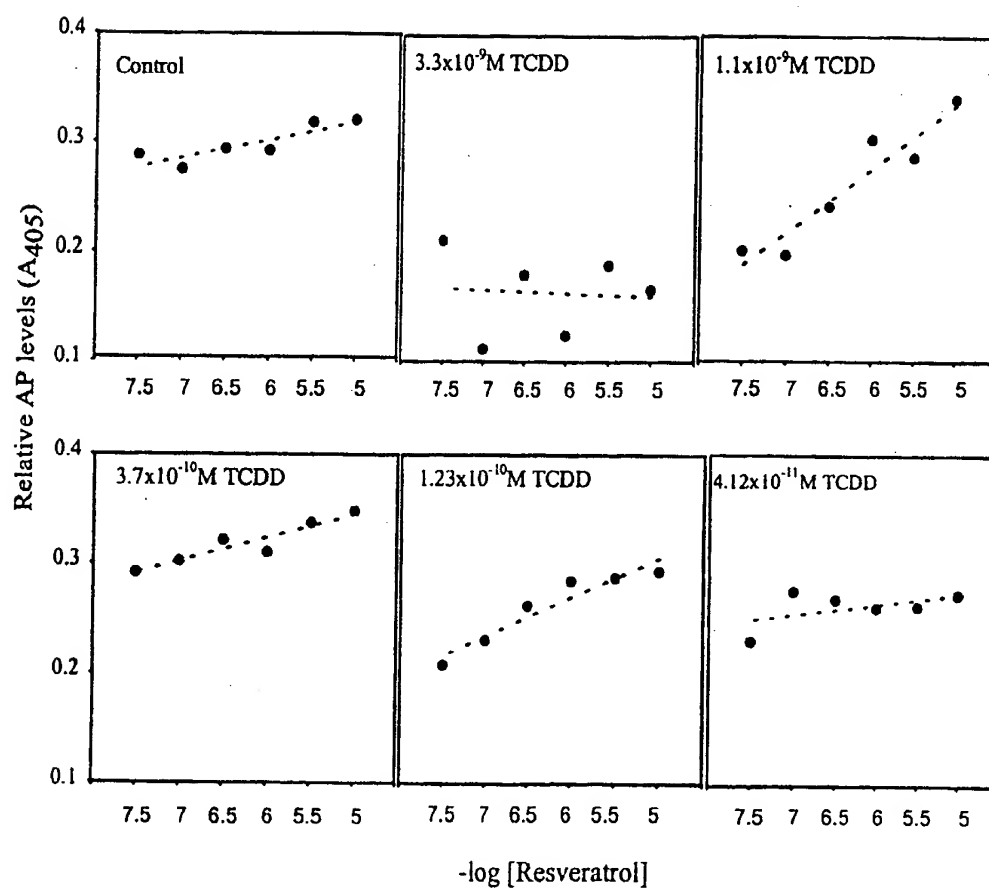 Relative AP levels (A405)
0.4
0.3
0.2
0.1
Control
3.3x10⁻⁹M TCDD
1.1x10⁻⁹M TCDD
7.5 7 6.5 6 5.5 5
7.5 7 6.5 6 5.5 5
7.5 7 6.5 6 5.5 5
0.4
0.3
0.2
0.1
3.7x10⁻¹⁰M TCDD
1.23x10⁻¹⁰M TCDD
4.12x10⁻¹¹M TCDD
7.5 7 6.5 6 5.5 5
7.5 7 6.5 6 5.5 5
7.5 7 6.5 6 5.5 5
-log [Resveratrol]